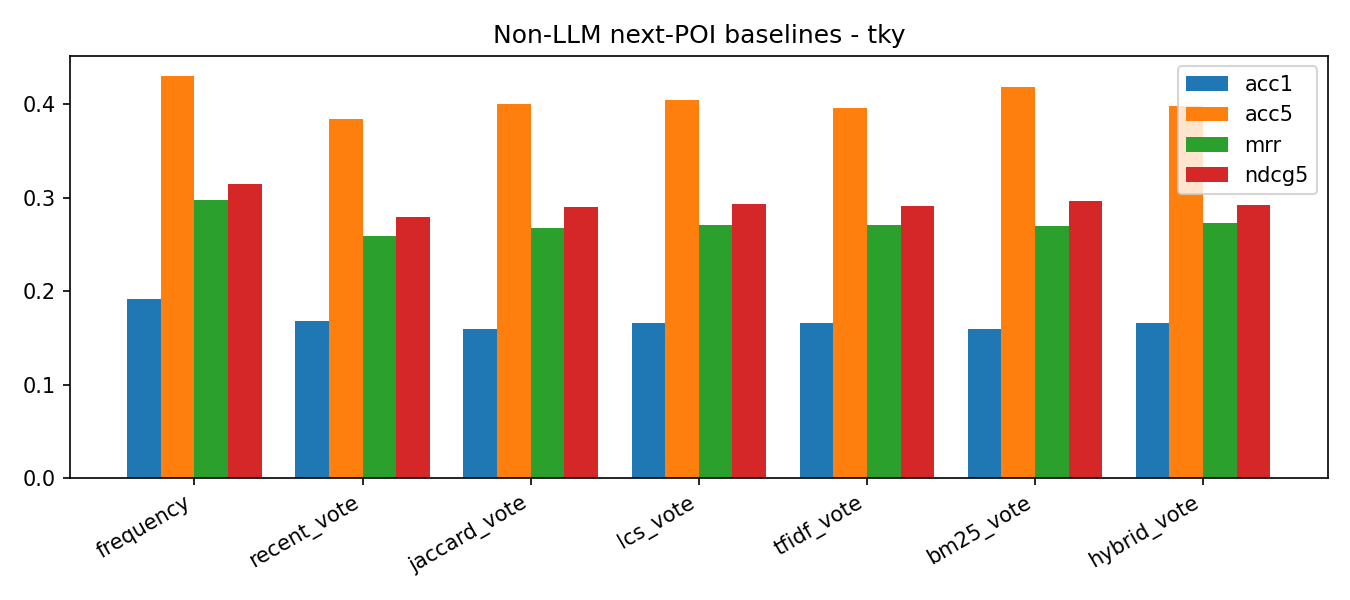 Non-LLM next-POI baselines - tky
acc1
acc5
mrr
ndcg5
0.4
0.3
0.2
0.1
0.0
frequency
recent_vote
jaccard_vote
lcs_vote
tfidf_vote
bm25_vote
hybrid_vote